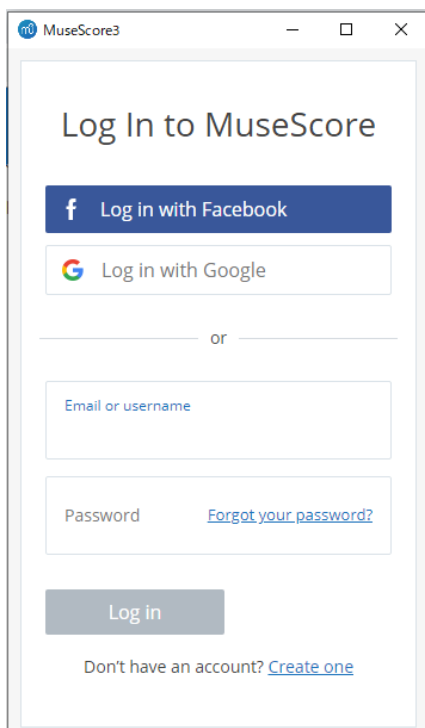 MuseScore3
Log In to MuseScore
Log in with Facebook
Log in with Google
or
Email or username
Password Forgot your password?
Log in
Don't have an account? Create one